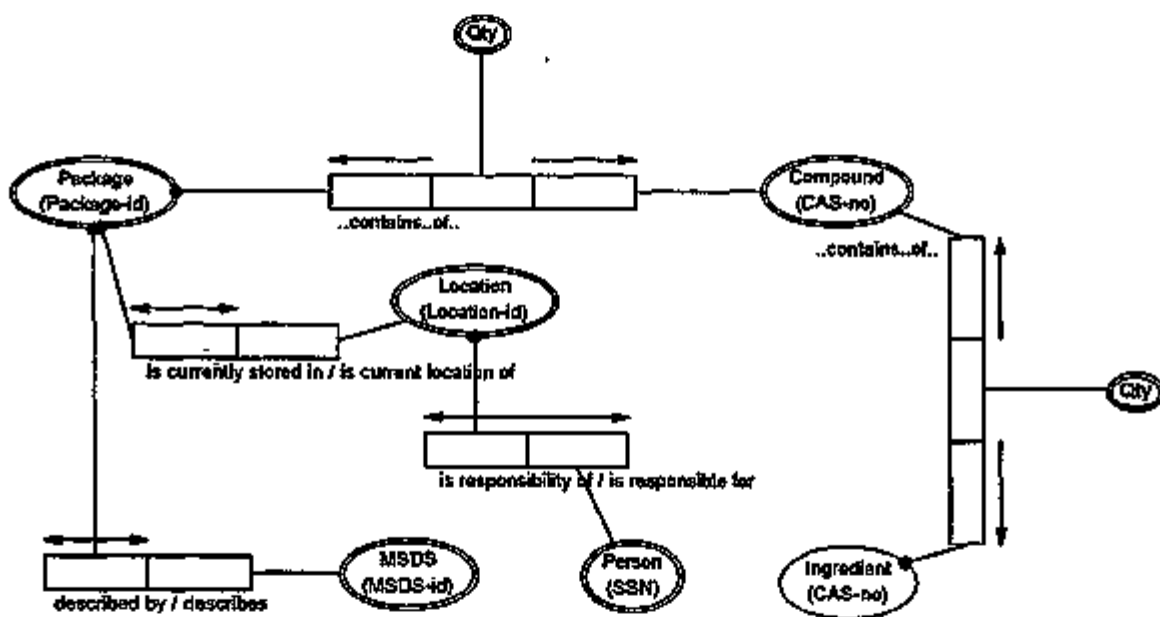 Qty
Package
(Package-id)
..contains..of..
Compound
(CAS-no)
..contains..of..
Location
(Location-id)
is currently stored in / is current location of
Qty
is responsibility of / is responsible for
MSDS
(MSDS-id)
Person
(SSN)
Ingredient
(CAS-no)
described by / describes